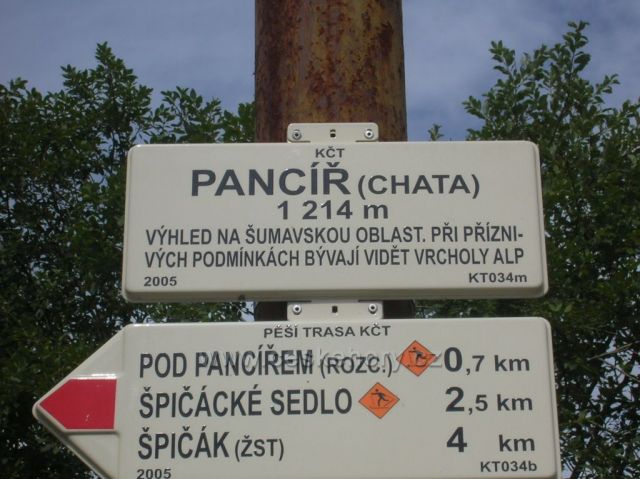 KČT
PANCÍŘ (CHATA)
1 214 m
VÝHLED NA ŠUMAVSKOU OBLAST. PŘI PŘÍZNI-
VÝCH PODMÍNKÁCH BÝVAJÍ VIDĚT VRCHOLY ALP
2005 KT034m
PĚŠÍ TRASA KČT
POD PANCÍŘEM (ROZC.) 0,7 km
ŠPIČÁCKÉ SEDLO 2,5 km
ŠPIČÁK (ŽST) 4 km
2005 KT034b